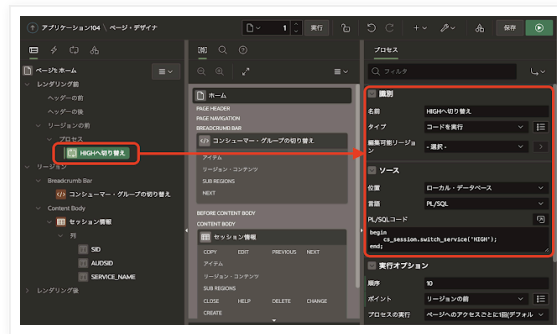 アプリケーション104 \ ページ・デザイナ
1
実行
保存
ページ1: ホーム
レンダリング前
ヘッダーの前
ヘッダーの後
リージョンの前
プロセス
HIGHへ切り替え
リージョン
Breadcrumb Bar
コンシューマー・グループの切り替え
Content Body
セッション情報
列
SID
AUDSID
SERVICE_NAME
レンダリング後
ホーム
PAGE HEADER
PAGE NAVIGATION
BREADCRUMB BAR
コンシューマー・グループの切り替え
アイテム
リージョン・コンテンツ
SUB REGIONS
NEXT
BEFORE CONTENT BODY
CONTENT BODY
セッション情報
COPY EDIT PREVIOUS NEXT
アイテム
リージョン・コンテンツ
SUB REGIONS
CLOSE HELP DELETE CHANGE
CREATE
プロセス
フィルタ
識別
名前 HIGHへ切り替え
タイプ コードを実行
編集可能リージョン - 選択 -
ソース
位置 ローカル・データベース
言語 PL/SQL
PL/SQLコード
begin
cs_session.switch_service('HIGH');
end;
実行オプション
順序 10
ポイント リージョンの前
プロセスの実行 ページへのアクセスごとに1回(デフォル